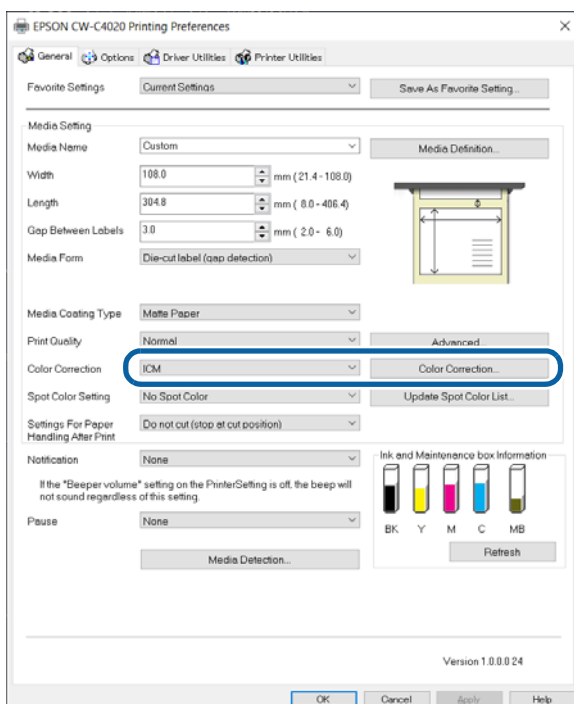 EPSON CW-C4020 Printing Preferences
General Options Driver Utilities Printer Utilities
Favorite Settings Current Settings Save As Favorite Setting...
Media Setting
Media Name Custom Media Definition...
Width 108.0 mm ( 21.4 - 108.0)
Length 304.8 mm ( 8.0 - 406.4)
Gap Between Labels 3.0 mm ( 2.0 - 6.0)
Media Form Die-cut label (gap detection)
Media Coating Type Matte Paper
Print Quality Normal Advanced...
Color Correction ICM Color Correction...
Spot Color Setting No Spot Color Update Spot Color List...
Settings For Paper
Handling After Print
Do not cut (stop at cut position)
Notification None
If the "Beeper volume" setting on the PrinterSetting is off, the beep will
not sound regardless of this setting.
Pause None
Media Detection...
Ink and Maintenance box Information
BK Y M C MB
Refresh
Version 1.0.0.0 24
OK Cancel Apply Help